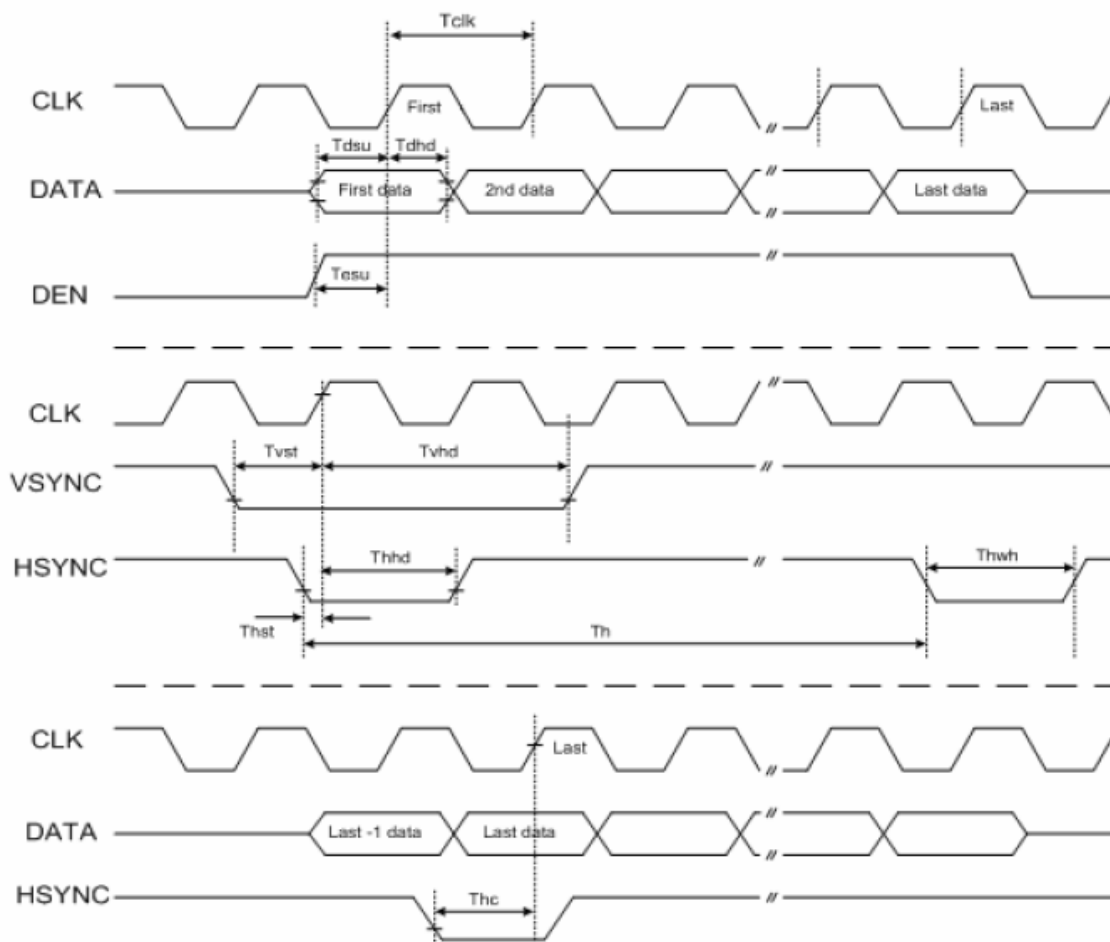 Tclk
CLK
First
Last
Tdsu
Tdhd
DATA
First data
2nd data
Last data
DEN
Tesu
CLK
Tvst
Tvhd
VSYNC
HSYNC
Thhd
Thwh
Thst
Th
CLK
Last
DATA
Last -1 data
Last data
HSYNC
Thc